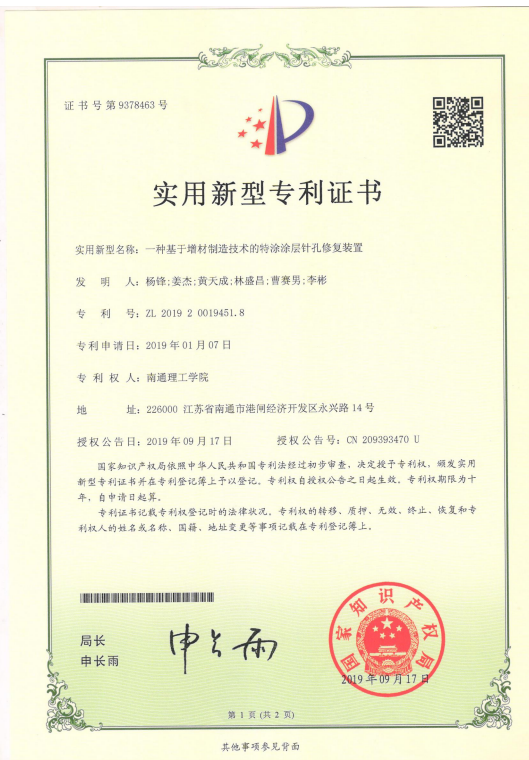 证书号第9378463号
实用新型专利证书
实用新型名称：一种基于增材制造技术的特涂涂层针孔修复装置
发明人：杨锋;姜杰;黄天成;林盛昌;曹赛男;李彬
专利号：ZL 2019 2 0019451.8
专利申请日：2019年01月07日
专利权人：南通理工学院
地址：226000 江苏省南通市港闸经济开发区永兴路14号
授权公告日：2019年09月17日 授权公告号：CN 209393470 U
国家知识产权局依照中华人民共和国专利法经过初步审查，决定授予专利权，颁发实用
新型专利证书并在专利登记簿上予以登记。专利权自授权公告之日起生效。专利权期限为十
年，自申请日起算。
专利证书记载专利权登记时的法律状况。专利权的转移、质押、无效、终止、恢复和专
利权人的姓名或名称、国籍、地址变更等事项记载在专利登记簿上。
局长
申长雨
申长雨
国家知识产权局
2019年09月17日
第1页(共2页)
其他事项参见背面